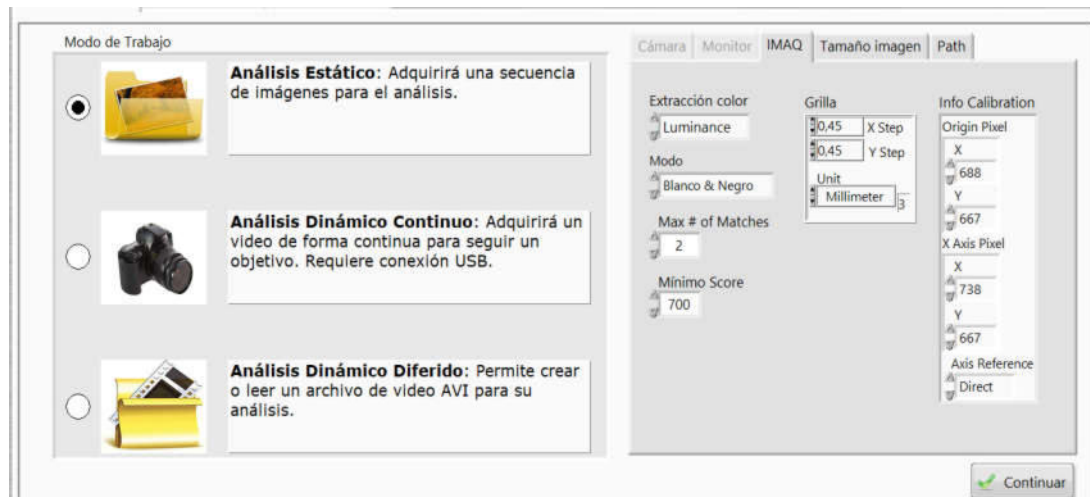 Modo de Trabajo
Análisis Estático: Adquirirá una secuencia
de imágenes para el análisis.
Análisis Dinámico Continuo: Adquirirá un
video de forma continua para seguir un
objetivo. Requiere conexión USB.
Análisis Dinámico Diferido: Permite crear
o leer un archivo de video AVI para su
análisis.
Cámara Monitor IMAQ Tamaño imagen Path
Extracción color
Luminance
Modo
Blanco & Negro
Max # of Matches
2
Mínimo Score
700
Grilla
0,45 X Step
0,45 Y Step
Unit
Millimeter 3
Info Calibration
Origin Pixel
X
688
Y
667
X Axis Pixel
X
738
Y
667
Axis Reference
Direct
Continuar